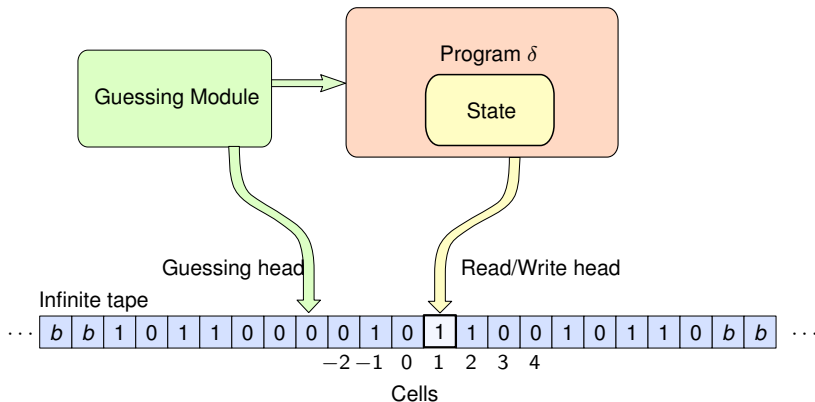 Program δ
Guessing Module
State
Guessing head
Read/Write head
Infinite tape
··· b b 1 0 1 1 0 0 0 0 1 0 1 1 0 0 1 0 1 1 0 b b ···
−2 −1 0 1 2 3 4
Cells